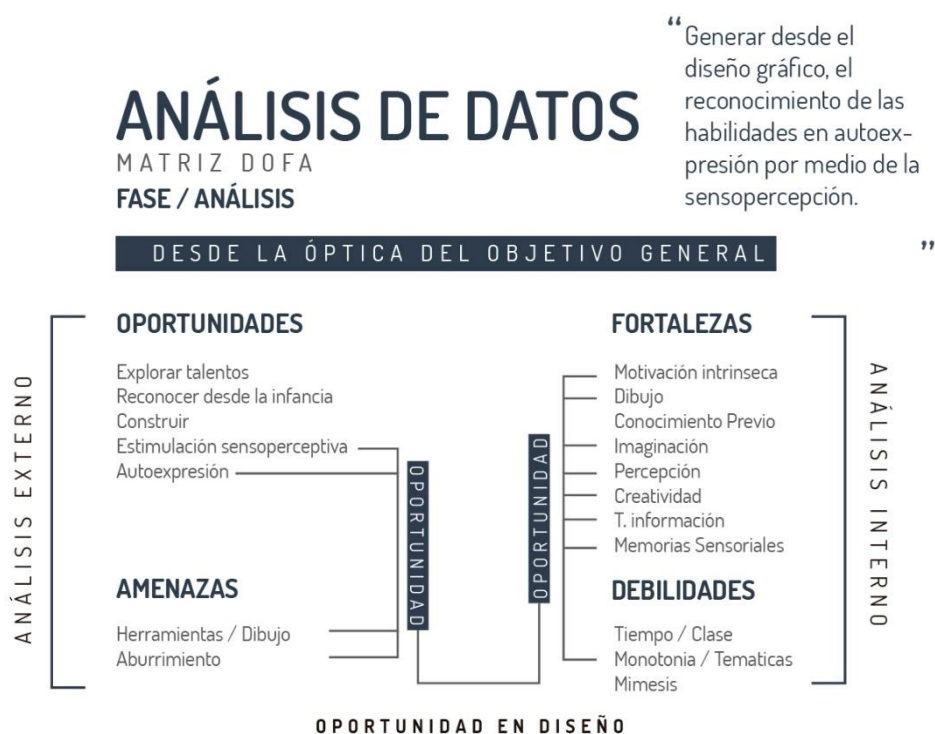 “
Generar desde el
diseño gráfico, el
reconocimiento de las
habilidades en autoex-
presión por medio de la
sensopercepción.
”
ANÁLISIS DE DATOS
MATRIZ DOFA
FASE / ANÁLISIS
DESDE LA ÓPTICA DEL OBJETIVO GENERAL
ANÁLISIS EXTERNO
OPORTUNIDADES
Explorar talentos
Reconocer desde la infancia
Construir
Estimulación sensoperceptiva
Autoexpresión
AMENAZAS
Herramientas / Dibujo
Aburrimiento
OPORTUNIDAD
OPORTUNIDAD
FORTALEZAS
Motivación intrinseca
Dibujo
Conocimiento Previo
Imaginación
Percepción
Creatividad
T. información
Memorias Sensoriales
DEBILIDADES
Tiempo / Clase
Monotonia / Tematicas
Mimesis
ANÁLISIS INTERNO
OPORTUNIDAD EN DISEÑO